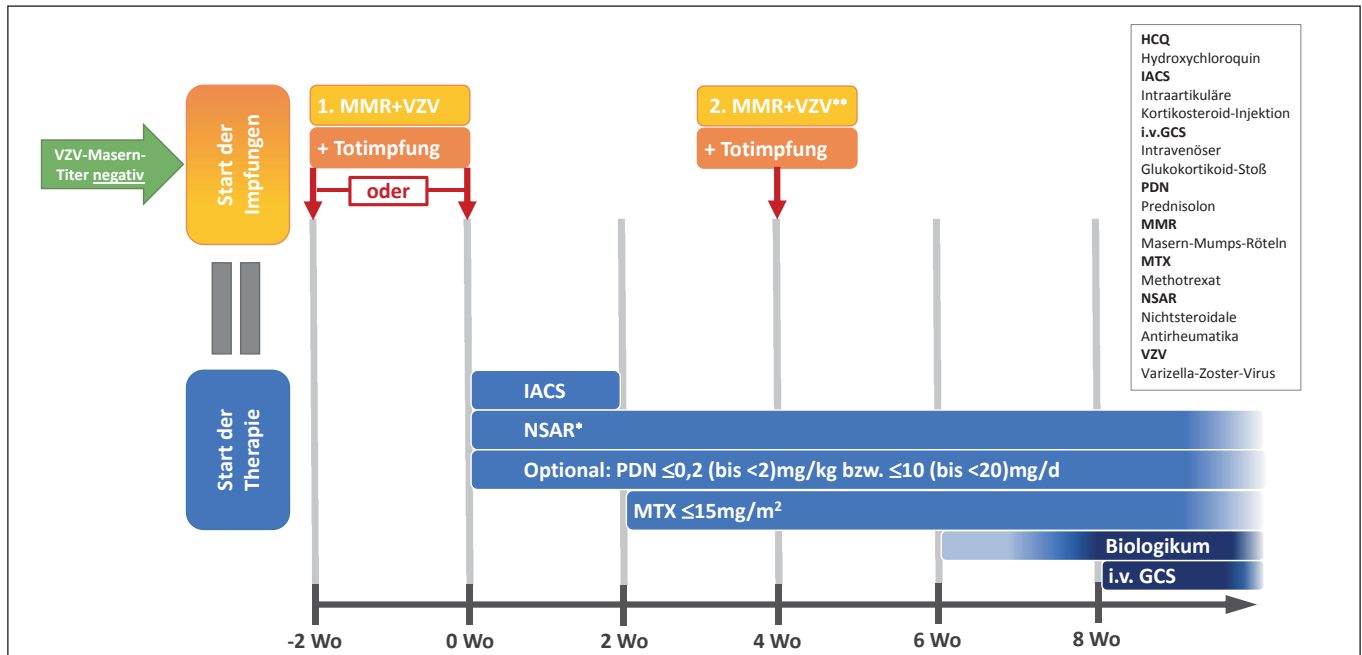 VZV-Masern-
Titer negativ
Start der
Impfungen
1. MMR+VZV
+ Totimpfung
oder
2. MMR+VZV**
+ Totimpfung
HCQ
Hydroxychloroquin
IACS
Intraartikuläre
Kortikosteroid-Injektion
i.v.GCS
Intravenöser
Glukokortikoid-Stoß
PDN
Prednisolon
MMR
Masern-Mumps-Röteln
MTX
Methotrexat
NSAR
Nichtsteroidale
Antirheumatika
VZV
Varizella-Zoster-Virus
Start der
Therapie
IACS
NSAR*
Optional: PDN ≤0,2 (bis <2)mg/kg bzw. ≤10 (bis <20)mg/d
MTX ≤15mg/m²
Biologikum
i.v. GCS
-2 Wo
0 Wo
2 Wo
4 Wo
6 Wo
8 Wo